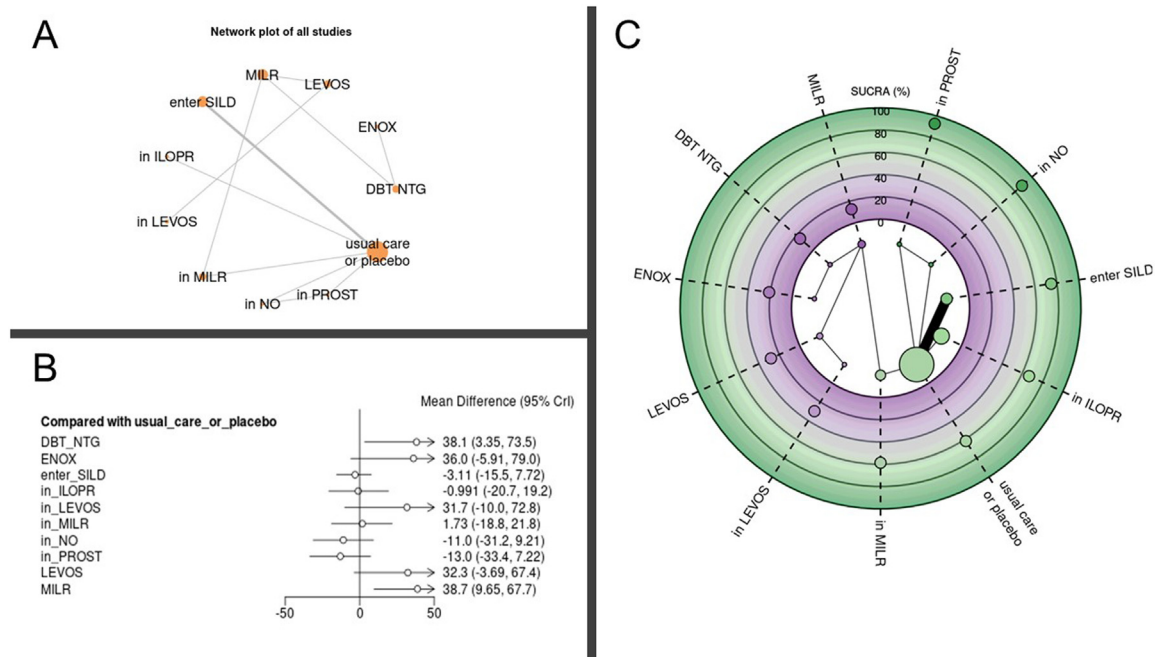 A
Network plot of all studies
MILR
LEVOS
enter SILD
ENOX
in ILOPR
DBT NTG
in LEVOS
usual care
or placebo
in MILR
in PROST
in NO
B
Mean Difference (95% CrI)
Compared with usual_care_or_placebo
DBT_NTG 38.1 (3.35, 73.5)
ENOX 36.0 (-5.91, 79.0)
enter_SILD -3.11 (-15.5, 7.72)
in_ILOPR -0.991 (-20.7, 19.2)
in_LEVOS 31.7 (-10.0, 72.8)
in_MILR 1.73 (-18.8, 21.8)
in_NO -11.0 (-31.2, 9.21)
in_PROST -13.0 (-33.4, 7.22)
LEVOS 32.3 (-3.69, 67.4)
MILR 38.7 (9.65, 67.7)
-50 0 50
C
SUCRA (%)
100
80
60
40
20
0
in PROST
in NO
enter SILD
in ILOPR
usual care
or placebo
in MILR
in LEVOS
LEVOS
ENOX
DBT NTG
MILR